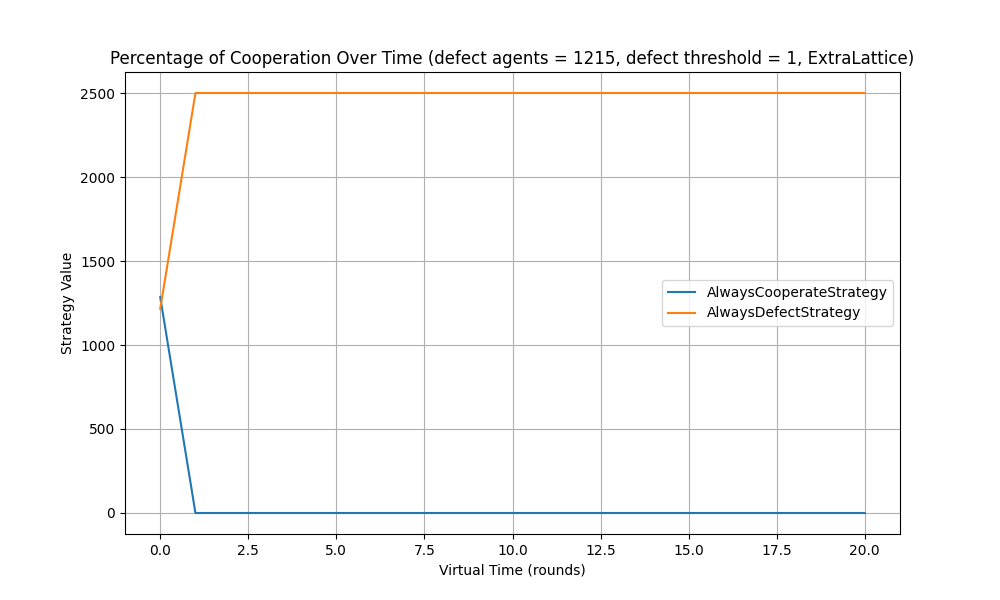 Percentage of Cooperation Over Time (defect agents = 1215, defect threshold = 1, ExtraLattice)
2500
2000
1500
1000
500
0
Strategy Value
AlwaysCooperateStrategy
AlwaysDefectStrategy
0.0 2.5 5.0 7.5 10.0 12.5 15.0 17.5 20.0
Virtual Time (rounds)